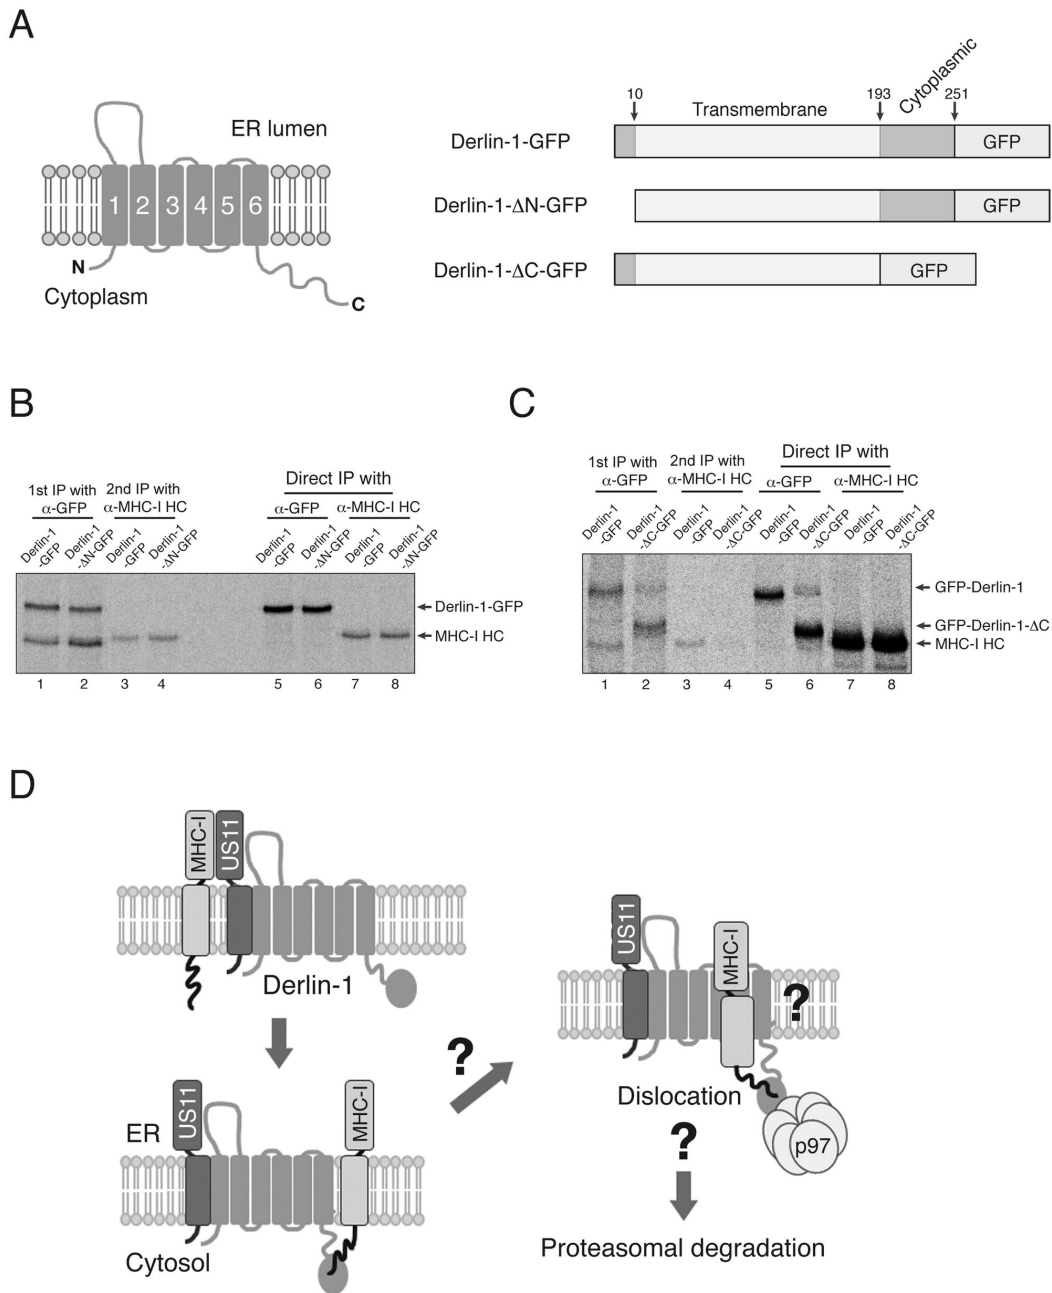 A
ER lumen
1 2 3 4 5 6
N
Cytoplasm
C
10
193
Cytoplasmic
251
Transmembrane
Derlin-1-GFP
GFP
Derlin-1-ΔN-GFP
GFP
Derlin-1-ΔC-GFP
GFP
B
1st IP with
α-GFP
2nd IP with
α-MHC-I HC
Direct IP with
α-GFP
α-MHC-I HC
Derlin-1
-GFP
Derlin-1
-ΔN-GFP
Derlin-1
-GFP
Derlin-1
-ΔN-GFP
Derlin-1
-GFP
Derlin-1
-ΔN-GFP
Derlin-1
-GFP
Derlin-1
-ΔN-GFP
Derlin-1-GFP
MHC-I HC
1 2 3 4 5 6 7 8
C
1st IP with
α-GFP
2nd IP with
α-MHC-I HC
Direct IP with
α-GFP
α-MHC-I HC
Derlin-1
-GFP
Derlin-1
-ΔC-GFP
Derlin-1
-GFP
Derlin-1
-ΔC-GFP
Derlin-1
-GFP
Derlin-1
-ΔC-GFP
Derlin-1
-GFP
Derlin-1
-ΔC-GFP
GFP-Derlin-1
GFP-Derlin-1-ΔC
MHC-I HC
1 2 3 4 5 6 7 8
D
MHC-I
US11
Derlin-1
?
US11
MHC-I
ER
Cytosol
US11
MHC-I
?
Dislocation
p97
?
Proteasomal degradation